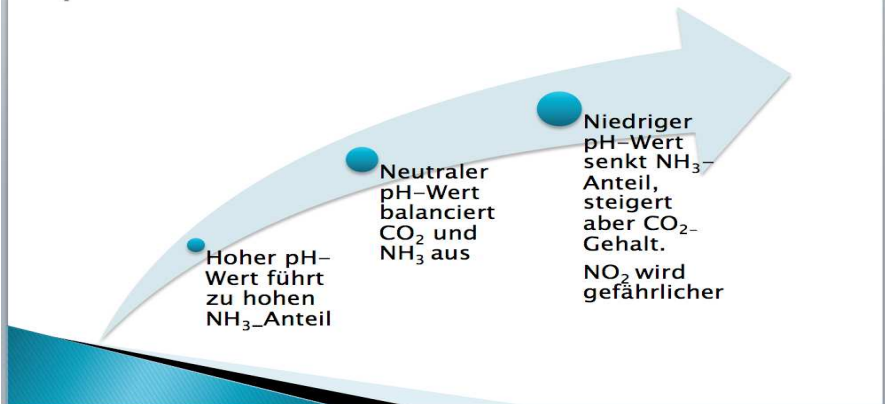 Hoher pH-
Wert führt
zu hohen
NH₃_Anteil
Neutraler
pH-Wert
balanciert
CO₂ und
NH₃ aus
Niedriger
pH-Wert
senkt NH₃-
Anteil,
steigert
aber CO₂-
Gehalt.
NO₂ wird
gefährlicher